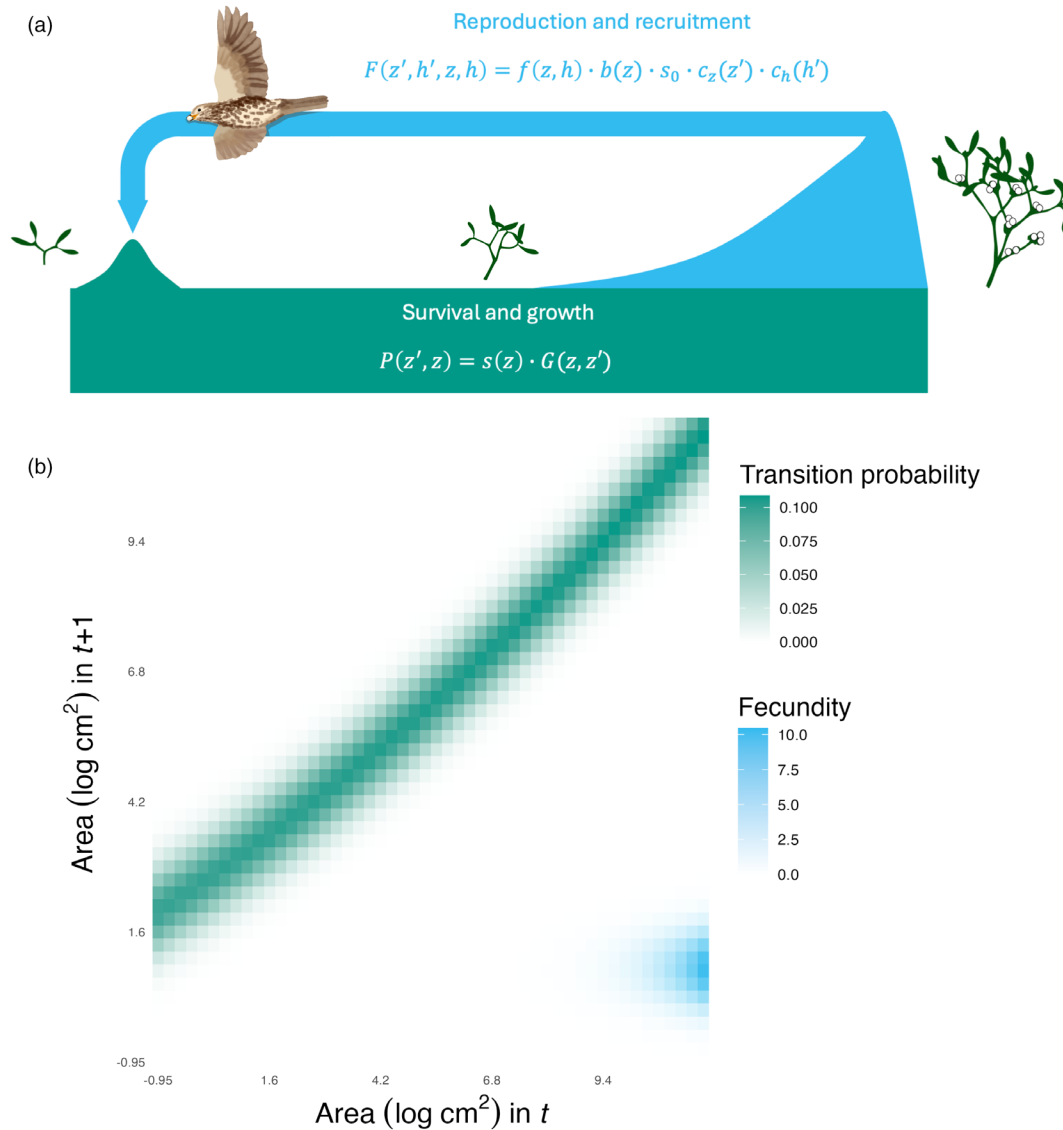 (a)
Reproduction and recruitment
F(z′, h′, z, h) = f(z, h) · b(z) · s₀ · c_z(z′) · c_h(h′)
Survival and growth
P(z′, z) = s(z) · G(z, z′)
(b)
Area (log cm²) in t+1
9.4
6.8
4.2
1.6
-0.95
-0.95 1.6 4.2 6.8 9.4
Area (log cm²) in t
Transition probability
0.100
0.075
0.050
0.025
0.000
Fecundity
10.0
7.5
5.0
2.5
0.0